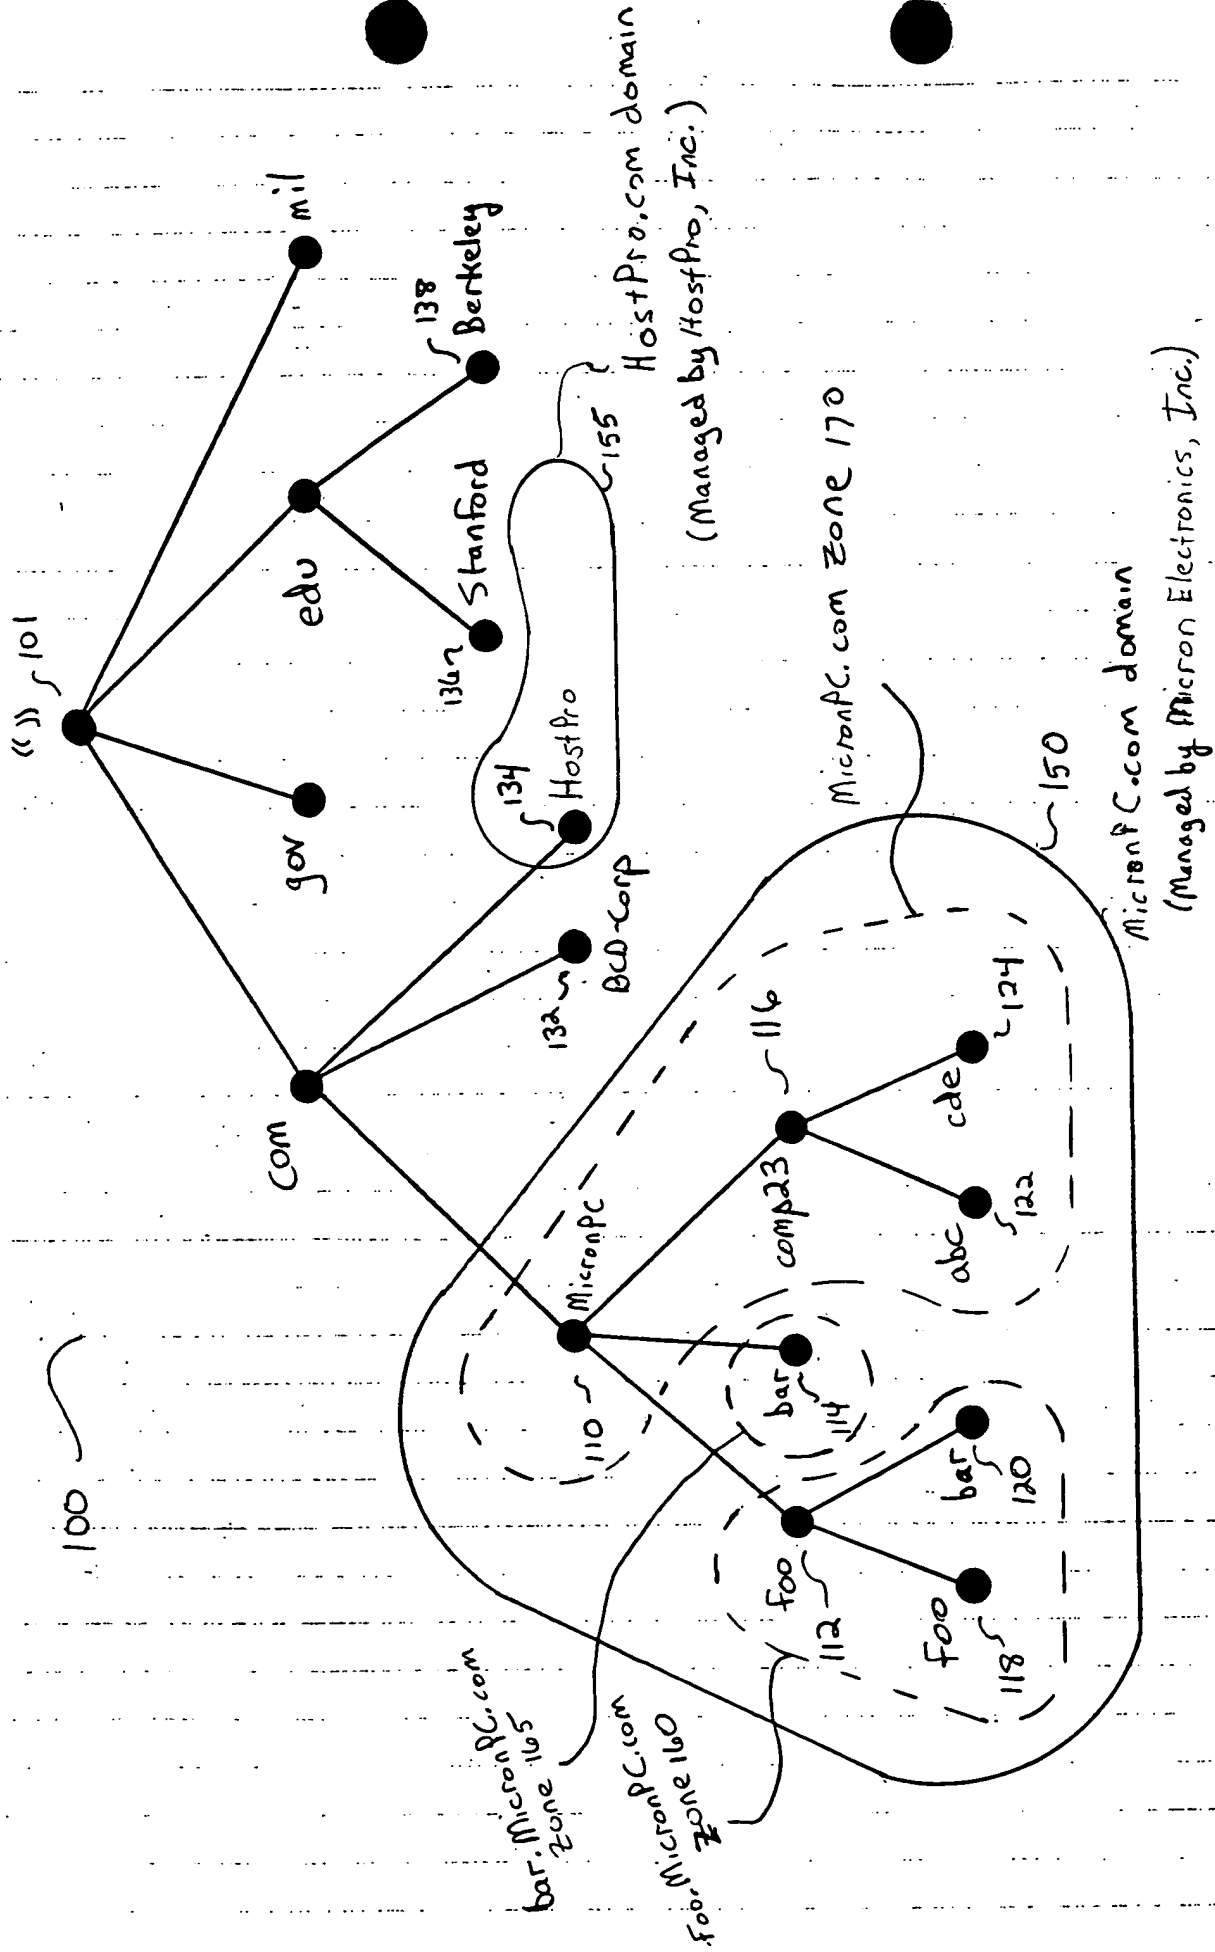 100
“ ” 101
com
gov
edu
mil
132
BCD-Corp
134
HostPro
136
Stanford
138
Berkeley
155
HostPro.com domain
(Managed by HostPro, Inc.)
110
MicronPC
bar.MicronPC.com
zone 165
foo.MicronPC.com
zone 160
MicronPC.com zone 170
foo
112
bar
114
comp23
116
foo
118
bar
120
abc
122
cde
124
150
MicronPC.com domain
(Managed by Micron Electronics, Inc.)